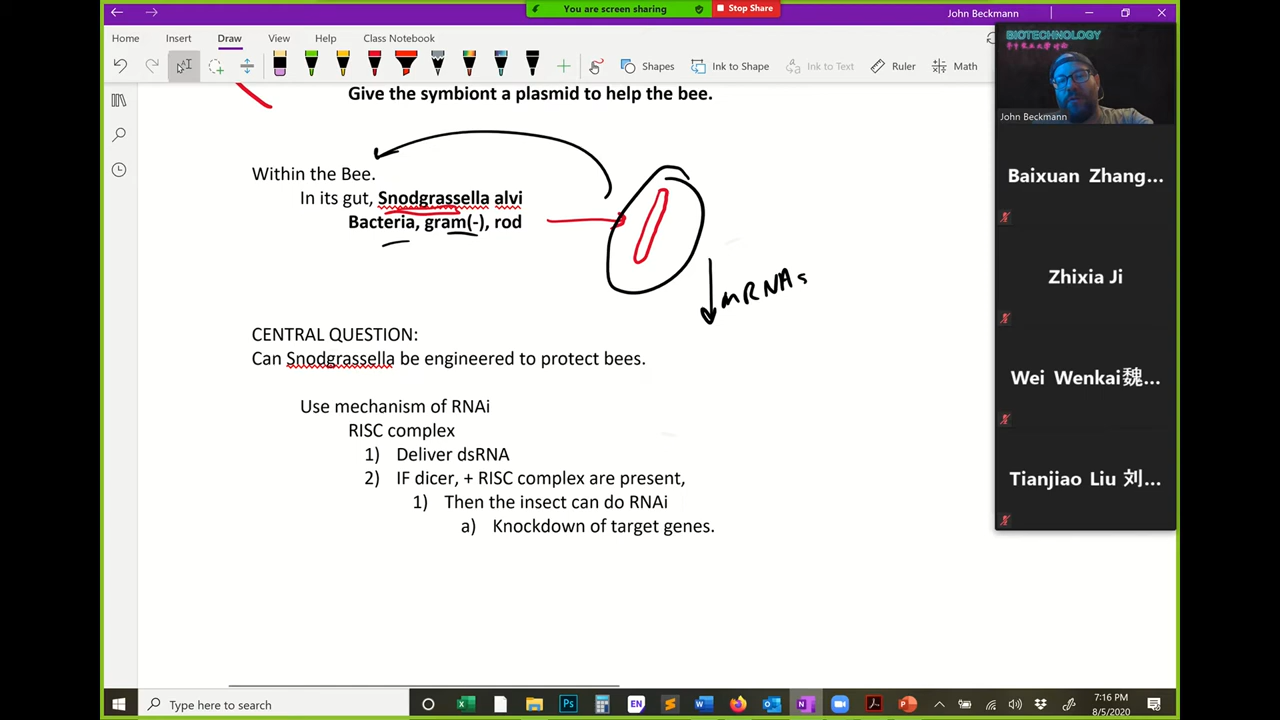 You are screen sharing
Stop Share
John Beckmann
Home Insert Draw View Help Class Notebook
Shapes Ink to Shape Ink to Text Ruler Math
Give the symbiont a plasmid to help the bee.
Within the Bee.
In its gut, Snodgrassella alvi
Bacteria, gram(-), rod
mRNAs
CENTRAL QUESTION:
Can Snodgrassella be engineered to protect bees.
Use mechanism of RNAi
RISC complex
1) Deliver dsRNA
2) IF dicer, + RISC complex are present,
1) Then the insect can do RNAi
a) Knockdown of target genes.
BIOTECHNOLOGY
John Beckmann
Baixuan Zhang...
Zhixia Ji
Wei Wenkai魏...
Tianjiao Liu 刘...
Type here to search
EN
7:16 PM
8/5/2020